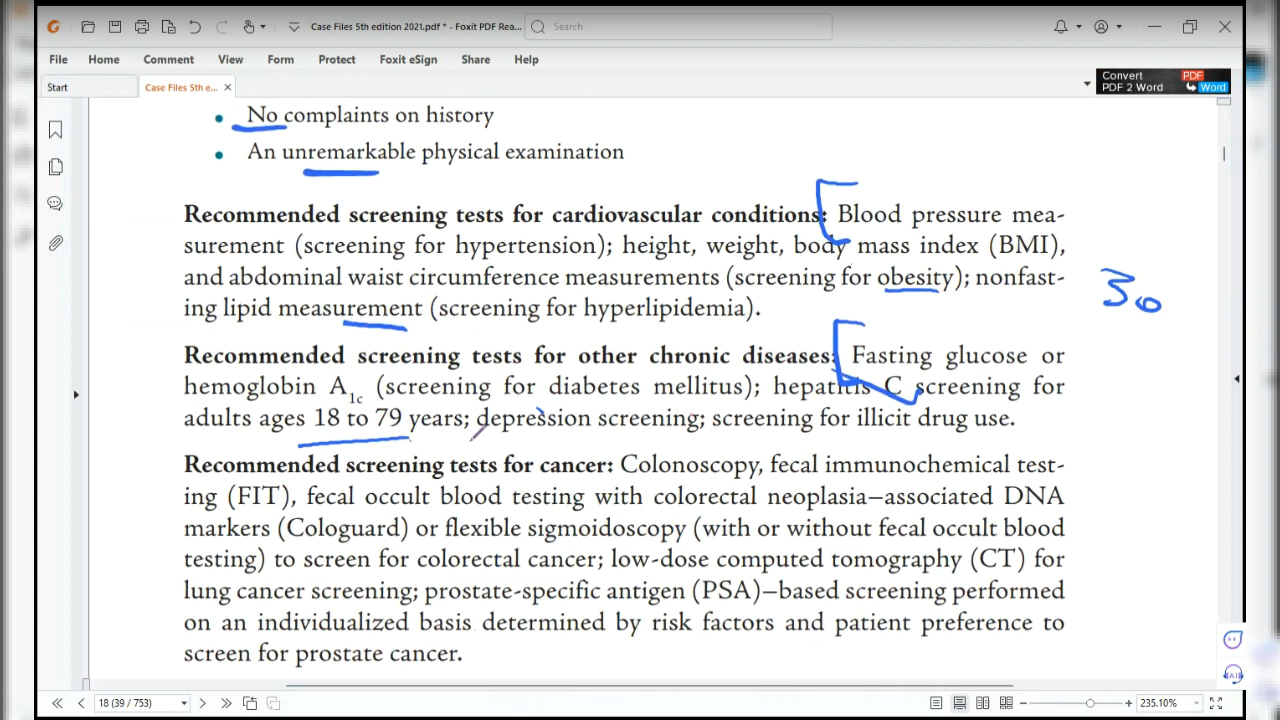 Case Files 5th edition 2021.pdf * - Foxit PDF Rea...
Search
File Home Comment View Form Protect Foxit eSign Share Help
Start
Case Files 5th e...
Convert PDF
PDF 2 Word Word
• No complaints on history
• An unremarkable physical examination
Recommended screening tests for cardiovascular conditions: Blood pressure mea-
surement (screening for hypertension); height, weight, body mass index (BMI),
and abdominal waist circumference measurements (screening for obesity); nonfast-
ing lipid measurement (screening for hyperlipidemia).
30
Recommended screening tests for other chronic diseases: Fasting glucose or
hemoglobin A1c (screening for diabetes mellitus); hepatitis C screening for
adults ages 18 to 79 years; depression screening; screening for illicit drug use.
Recommended screening tests for cancer: Colonoscopy, fecal immunochemical test-
ing (FIT), fecal occult blood testing with colorectal neoplasia–associated DNA
markers (Cologuard) or flexible sigmoidoscopy (with or without fecal occult blood
testing) to screen for colorectal cancer; low-dose computed tomography (CT) for
lung cancer screening; prostate-specific antigen (PSA)–based screening performed
on an individualized basis determined by risk factors and patient preference to
screen for prostate cancer.
18 (39 / 753)
235.10%